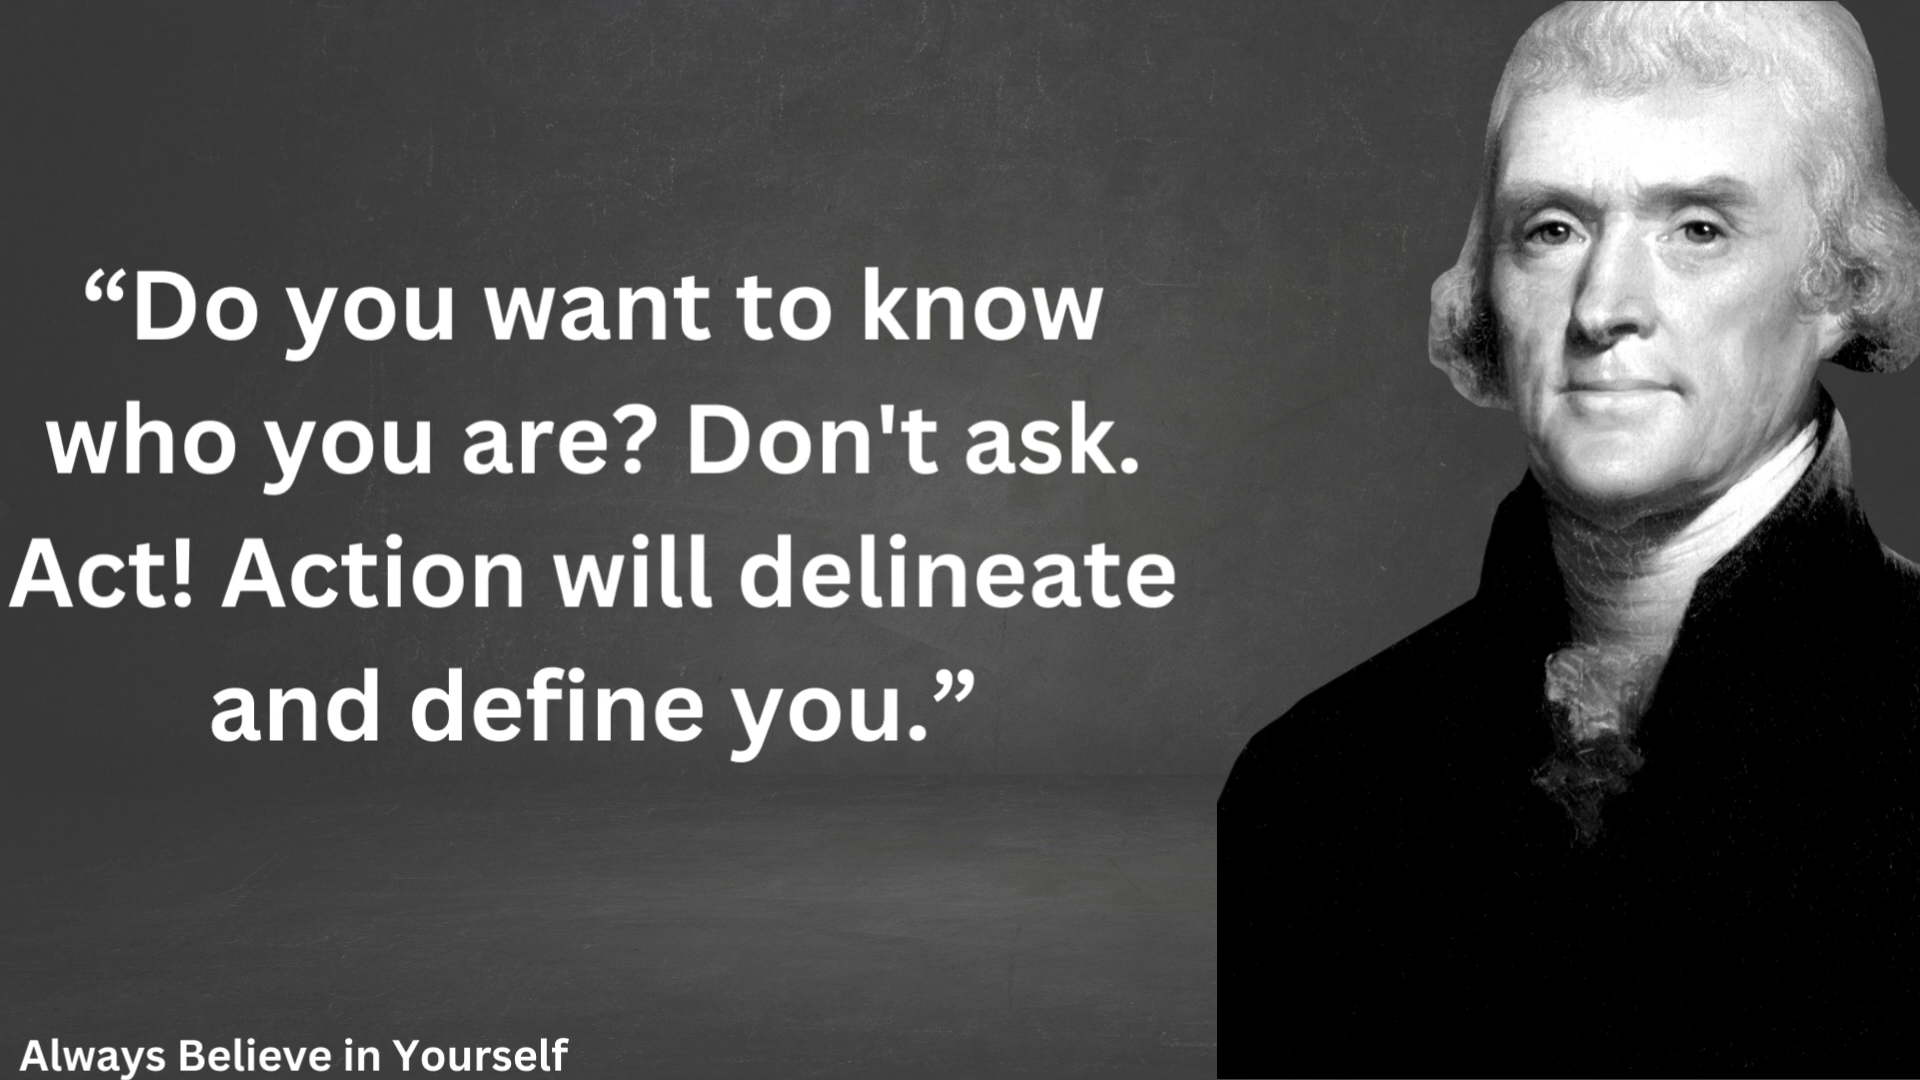 “Do you want to know
who you are? Don't ask.
Act! Action will delineate
and define you.”
Always Believe in Yourself